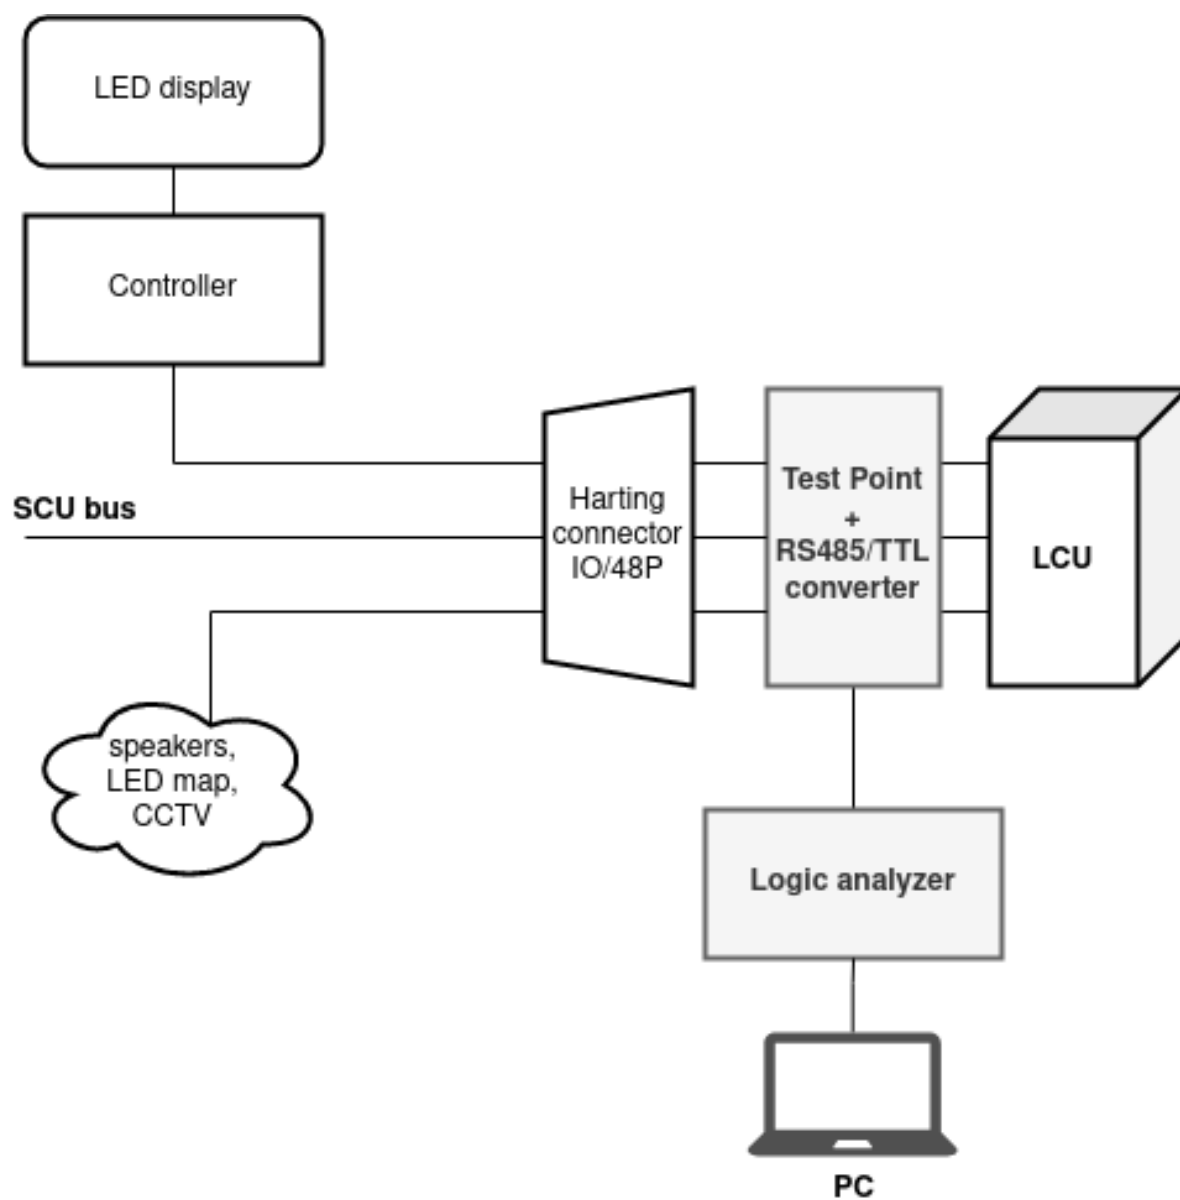 LED display
Controller
SCU bus
Harting
connector
IO/48P
Test Point
+
RS485/TTL
converter
LCU
speakers,
LED map,
CCTV
Logic analyzer
PC